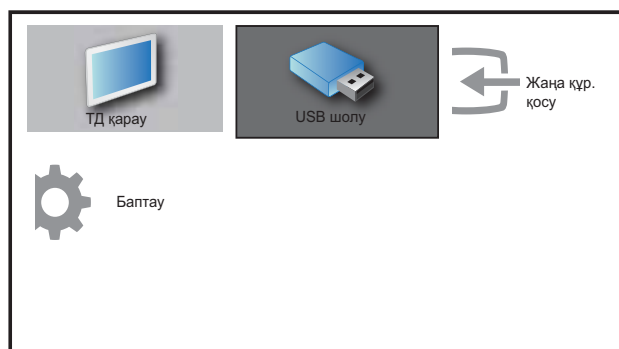 ТД қарау
USB шолу
Жаңа құр.
қосу
Баптау